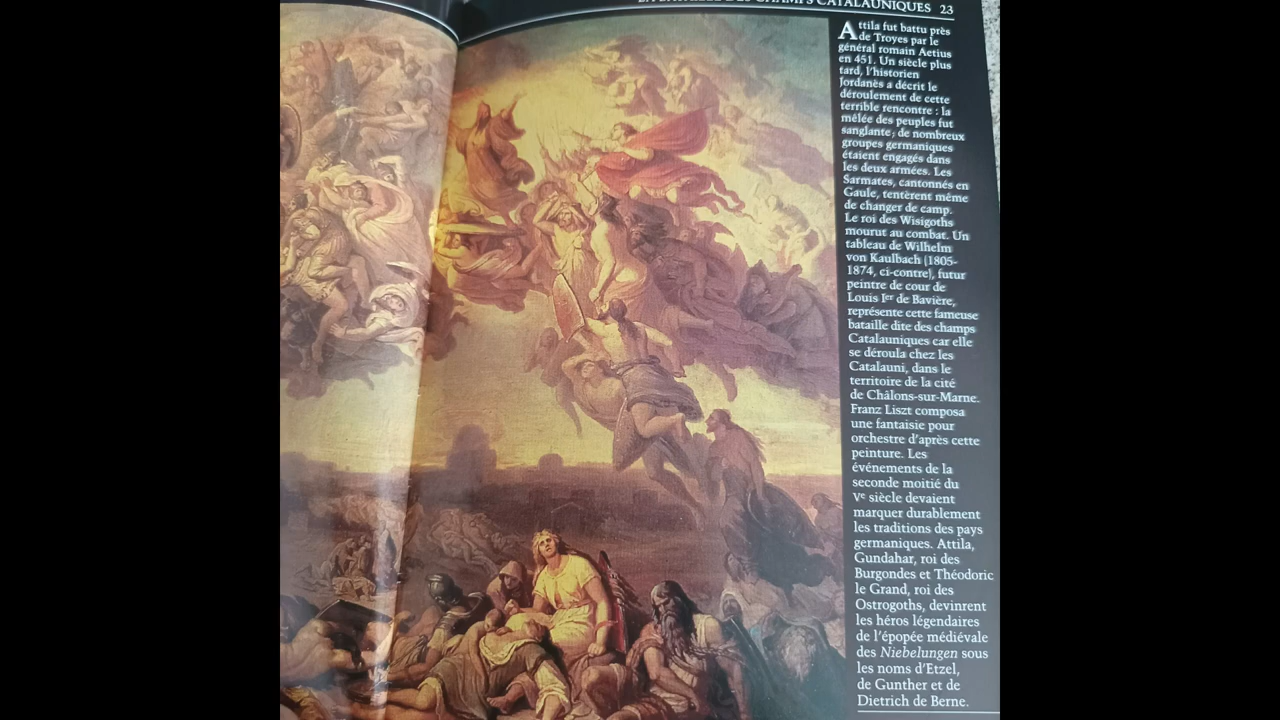 LA BATAILLE DES CHAMPS CATALAUNIQUES 23
Attila fut battu près
de Troyes par le
général romain Aetius
en 451. Un siècle plus
tard, l'historien
Jordanès a décrit le
déroulement de cette
terrible rencontre : la
mêlée des peuples fut
sanglante ; de nombreux
groupes germaniques
étaient engagés dans
les deux armées. Les
Sarmates, cantonnés en
Gaule, tentèrent même
de changer de camp.
Le roi des Wisigoths
mourut au combat. Un
tableau de Wilhelm
von Kaulbach (1805-
1874, ci-contre), futur
peintre de cour de
Louis Ier de Bavière,
représente cette fameuse
bataille dite des champs
Catalauniques car elle
se déroula chez les
Catalauni, dans le
territoire de la cité
de Châlons-sur-Marne.
Franz Liszt composa
une fantaisie pour
orchestre d'après cette
peinture. Les
événements de la
seconde moitié du
Ve siècle devaient
marquer durablement
les traditions des pays
germaniques. Attila,
Gundahar, roi des
Burgondes et Théodoric
le Grand, roi des
Ostrogoths, devinrent
les héros légendaires
de l'épopée médiévale
des Niebelungen sous
les noms d'Etzel,
de Gunther et de
Dietrich de Berne.